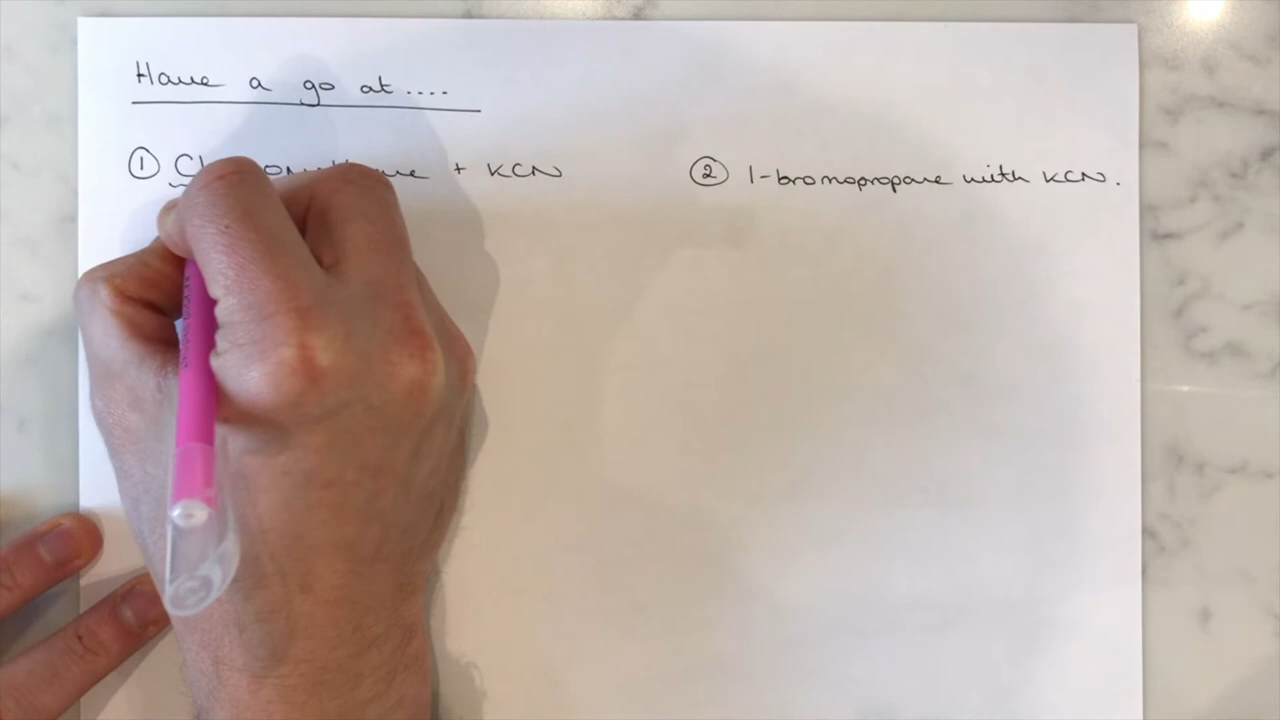 Have a go at....
① + KCN
② 1-bromopropane with KCN.